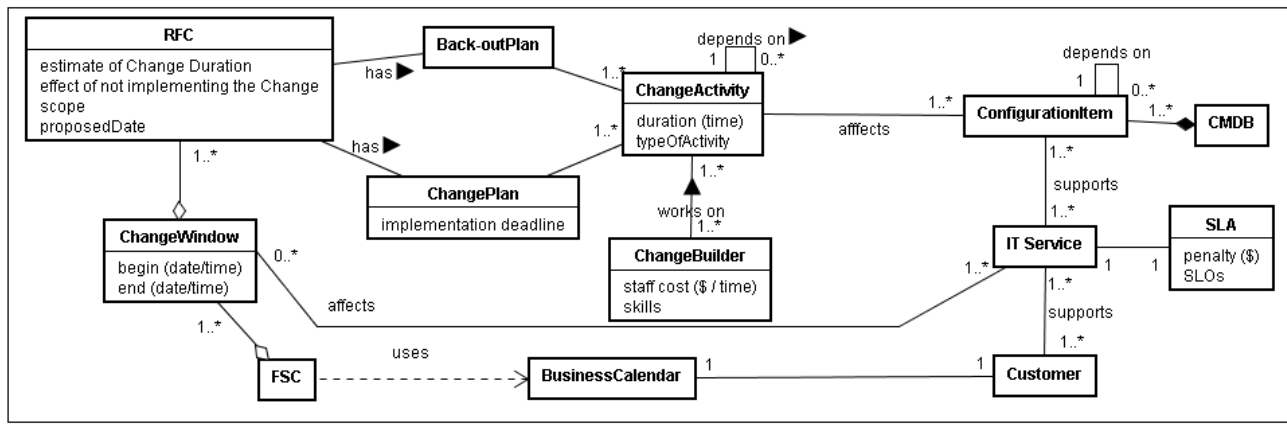 RFC
estimate of Change Duration
effect of not implementing the Change
scope
proposedDate
has
Back-outPlan
1..*
depends on
1
0..*
ChangeActivity
duration (time)
typeOfActivity
1..*
afffects
1..*
depends on
1
0..*
ConfigurationItem
1..*
CMDB
has
ChangePlan
implementation deadline
1..*
ChangeWindow
begin (date/time)
end (date/time)
0..*
1..*
works on
1..*
ChangeBuilder
staff cost ($ / time)
skills
1..*
supports
1..*
IT Service
1..*
1
1
SLA
penalty ($)
SLOs
affects
1..*
supports
1..*
1..*
FSC
uses
BusinessCalendar
1
1
Customer